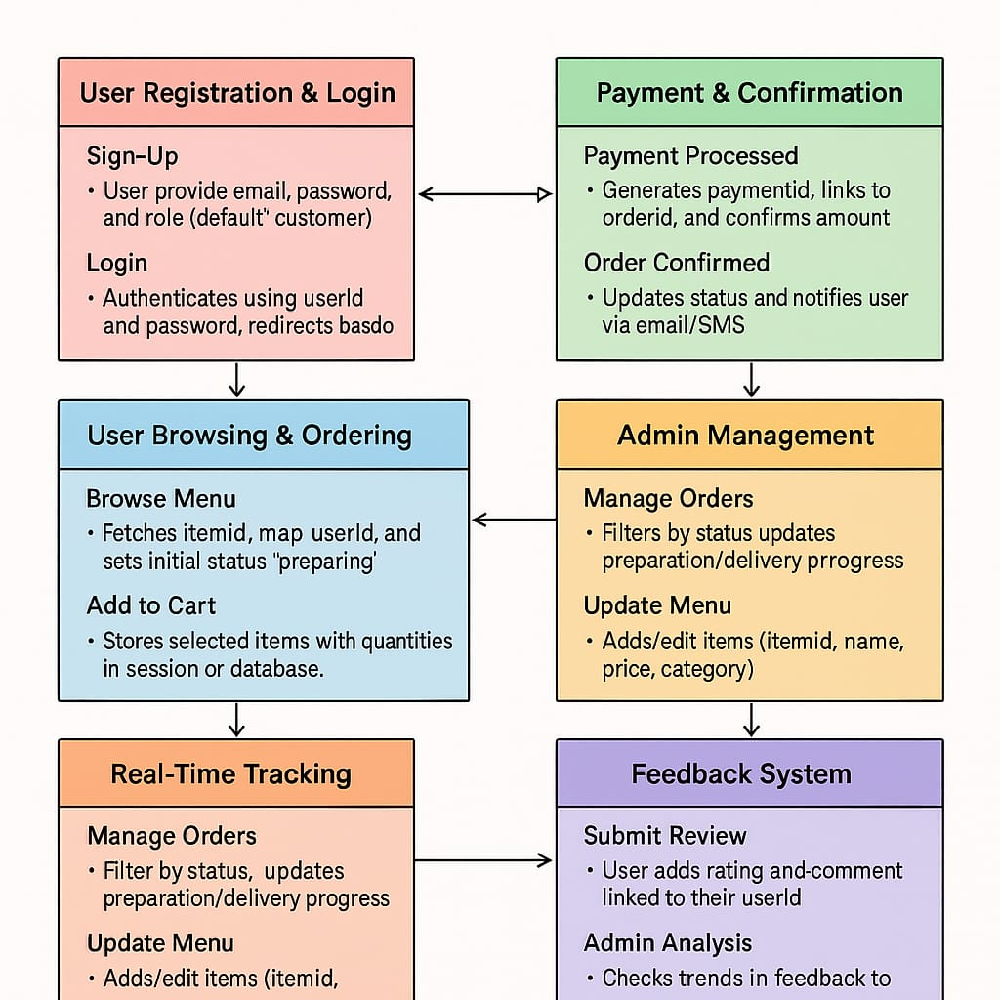 User Registration & Login
Sign-Up
• User provide email, password,
and role (default' customer)
Login
• Authenticates using userId
and password, redirects basdo
Payment & Confirmation
Payment Processed
• Generates paymentid, links to
orderid, and confirms amount
Order Confirmed
• Updates status and notifies user
via email/SMS
User Browsing & Ordering
Browse Menu
• Fetches itemid, map userId, and
sets initial status "preparing'
Add to Cart
• Stores selected items with quantities
in session or database.
Admin Management
Manage Orders
• Filters by status updates
preparation/delivery prrogress
Update Menu
• Adds/edit items (itemid, name,
price, category)
Real-Time Tracking
Manage Orders
• Filter by status, updates
preparation/delivery progress
Update Menu
• Adds/edit items (itemid,
Feedback System
Submit Review
• User adds rating and-comment
linked to their userId
Admin Analysis
• Checks trends in feedback to